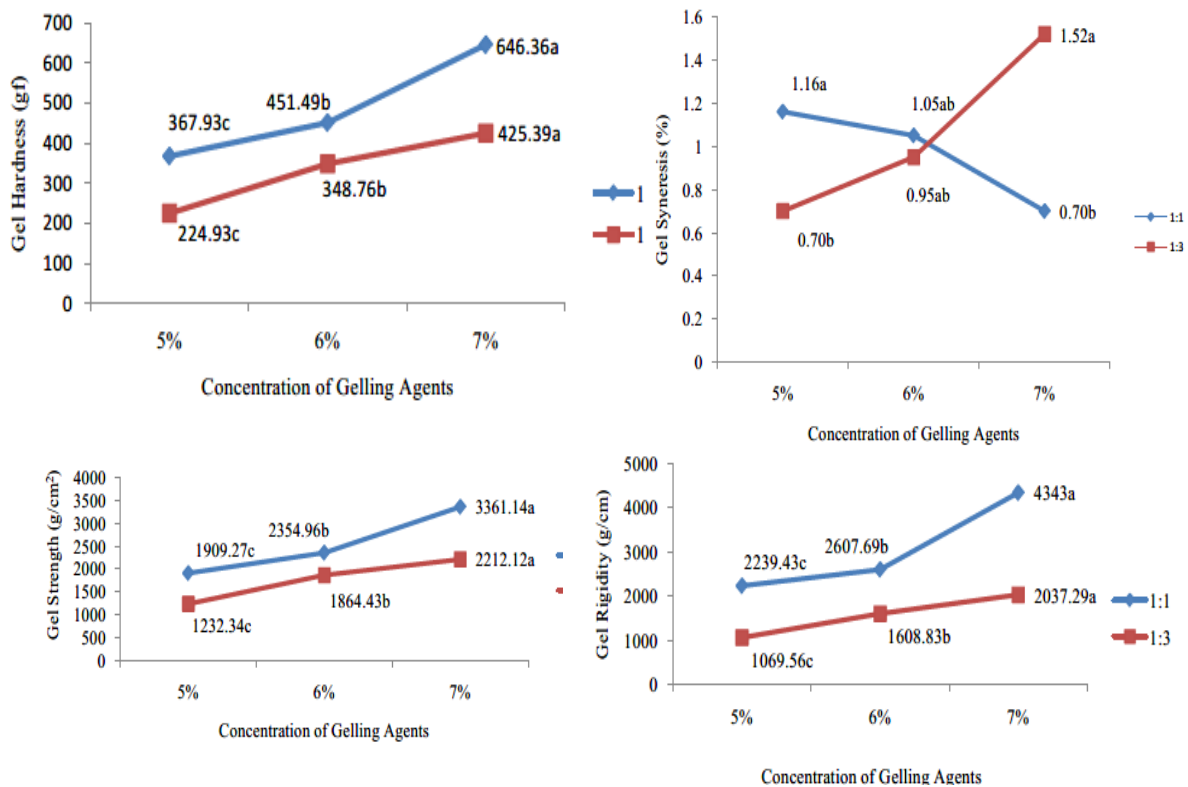 Gel Hardness (gf)
700
600
500
400
300
200
100
0
367.93c
451.49b
646.36a
224.93c
348.76b
425.39a
5%
6%
7%
Concentration of Gelling Agents
1
1
Gel Syneresis (%)
1.6
1.4
1.2
1
0.8
0.6
0.4
0.2
0
1.16a
1.05ab
1.52a
0.70b
0.95ab
0.70b
5%
6%
7%
Concentration of Gelling Agents
1:1
1:3
Gel Strength (g/cm²)
4000
3500
3000
2500
2000
1500
1000
500
0
1909.27c
2354.96b
3361.14a
1232.34c
1864.43b
2212.12a
5%
6%
7%
Concentration of Gelling Agents
Gel Rigidity (g/cm)
5000
4000
3000
2000
1000
0
2239.43c
2607.69b
4343a
1069.56c
1608.83b
2037.29a
5%
6%
7%
Concentration of Gelling Agents
1:1
1:3